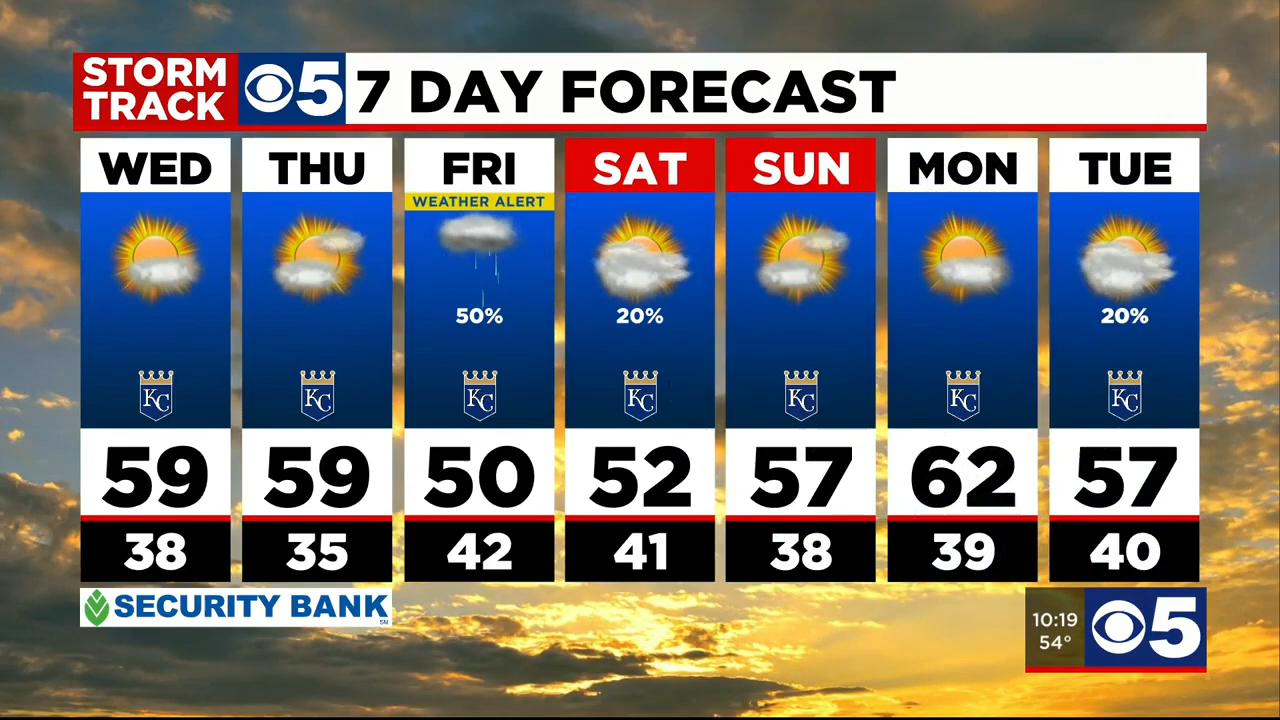 STORM
TRACK
5
7 DAY FORECAST
WED THU FRI SAT SUN MON TUE
WEATHER ALERT
50% 20% 20%
KC KC KC KC KC KC KC
59 59 50 52 57 62 57
38 35 42 41 38 39 40
SECURITY BANK SM
10:19
54°
5